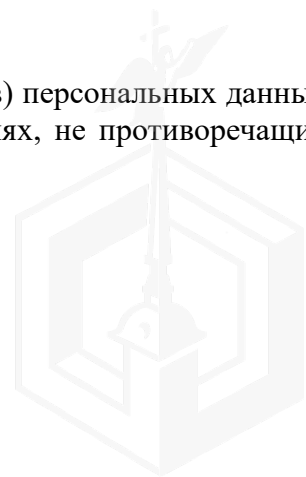 ) персональных данны
ях, не противоречащи